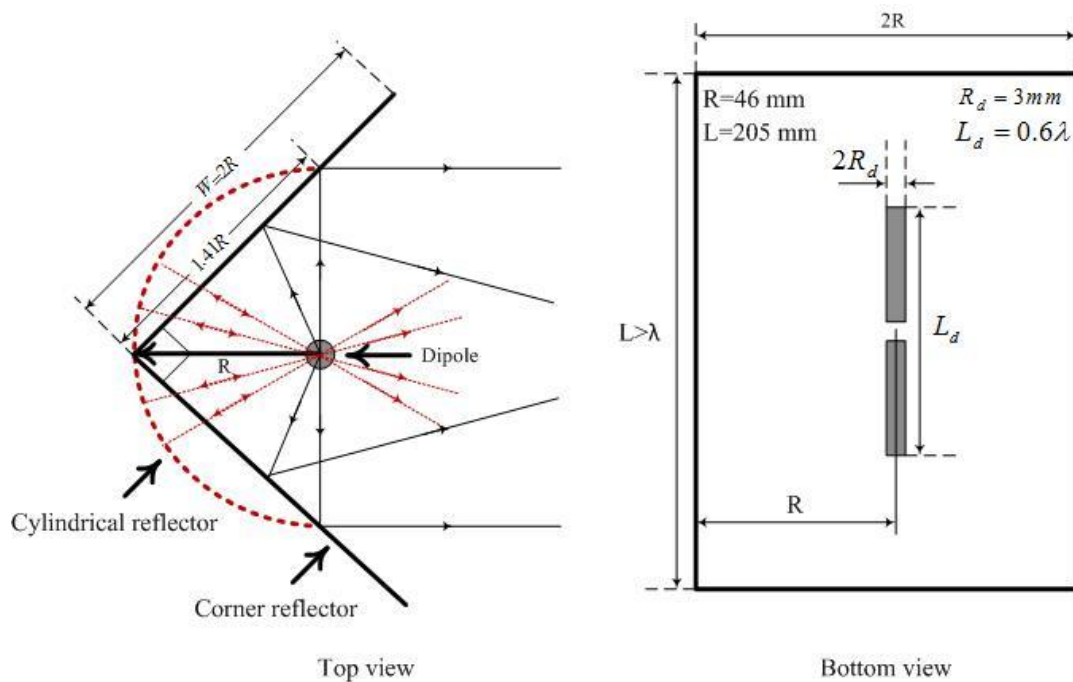 W=2R
1.41R
R
Dipole
Cylindrical reflector
Corner reflector
Top view
2R
R=46 mm
L=205 mm
R_d = 3mm
L_d = 0.6λ
2R_d
L>λ
L_d
R
Bottom view